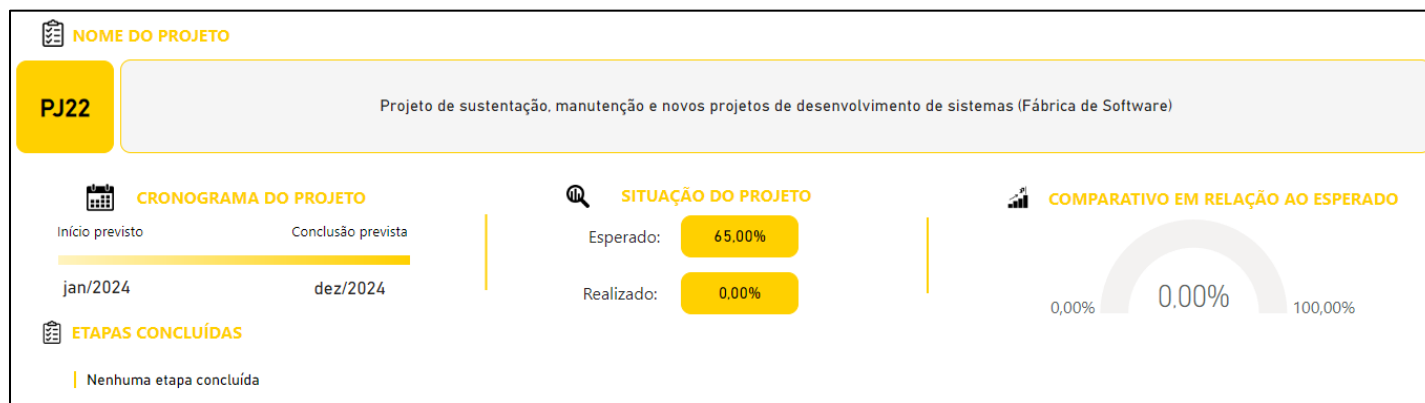 NOME DO PROJETO
PJ22
Projeto de sustentação, manutenção e novos projetos de desenvolvimento de sistemas (Fábrica de Software)
CRONOGRAMA DO PROJETO
Início previsto
Conclusão prevista
jan/2024
dez/2024
SITUAÇÃO DO PROJETO
Esperado:
65,00%
Realizado:
0,00%
COMPARATIVO EM RELAÇÃO AO ESPERADO
0,00%
0,00%
100,00%
ETAPAS CONCLUÍDAS
Nenhuma etapa concluída